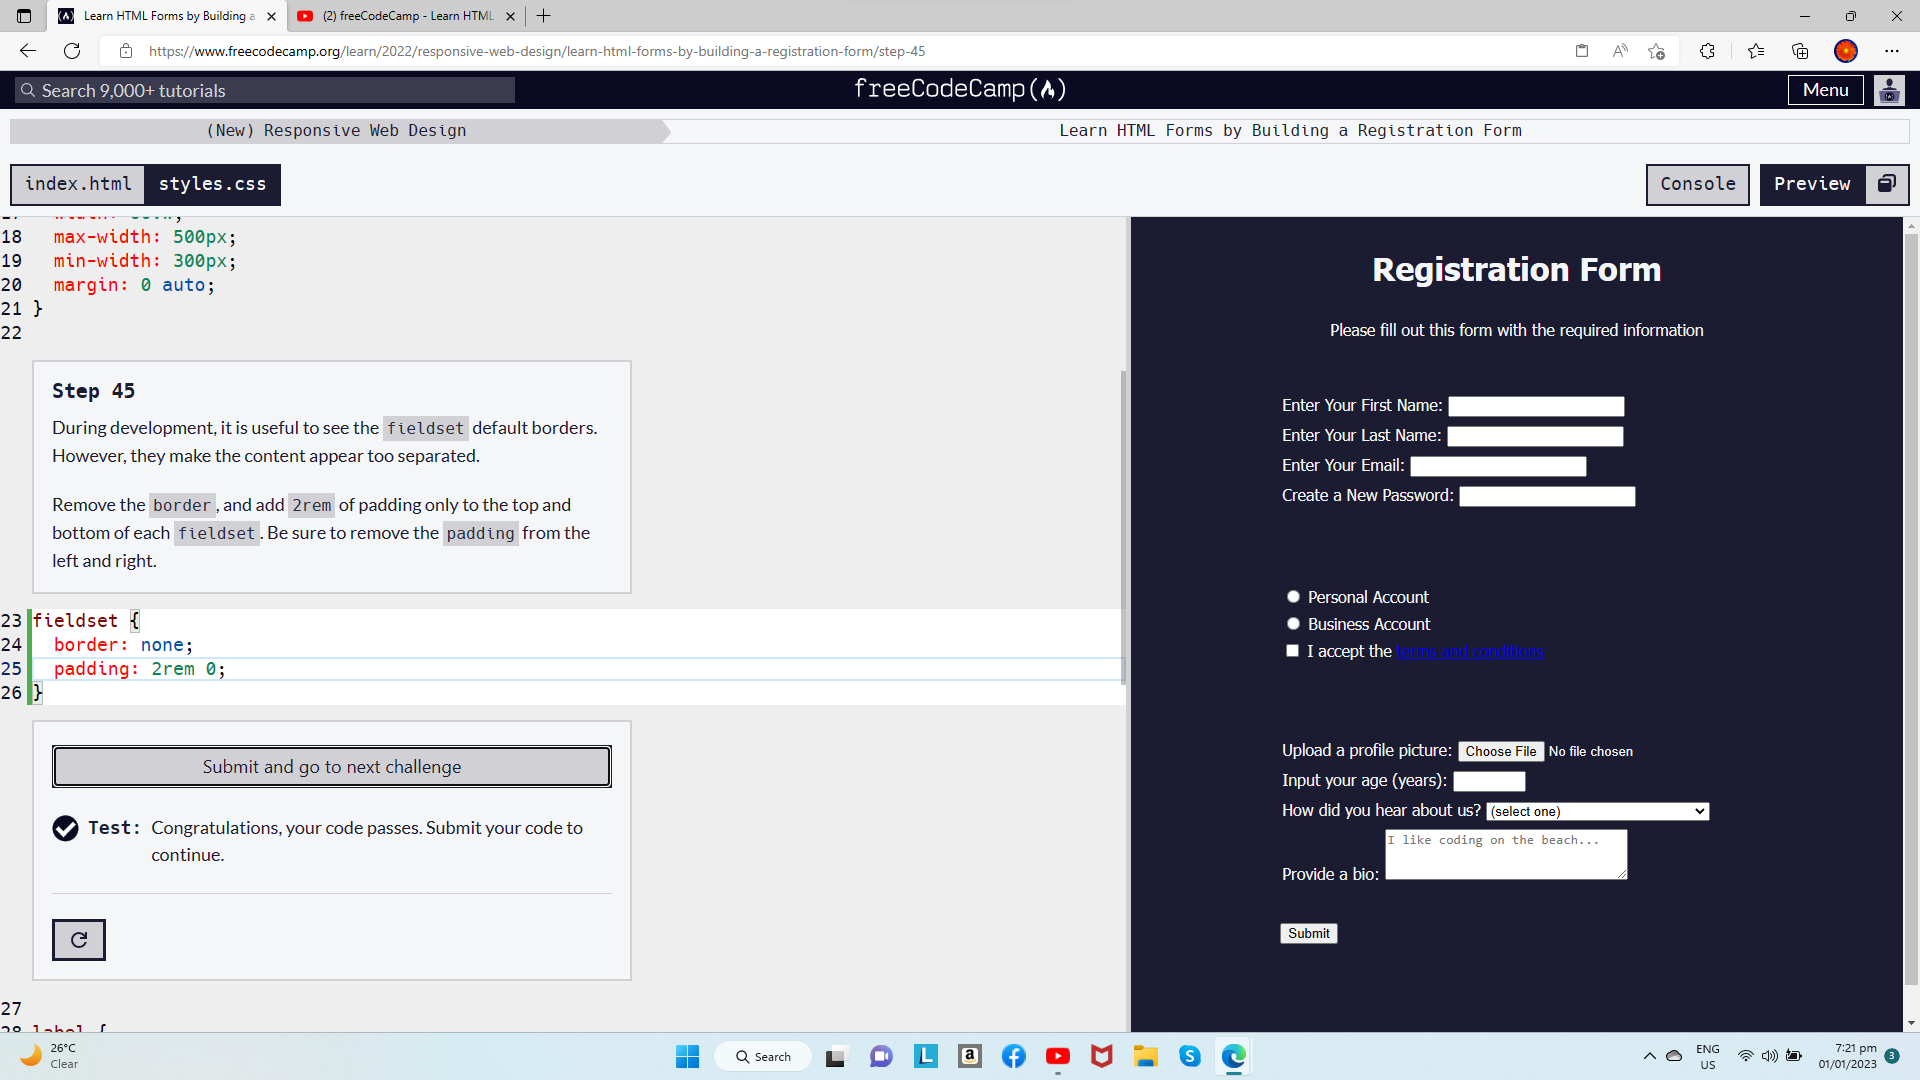 Learn HTML Forms by Building a
(2) freeCodeCamp - Learn HTML
https://www.freecodecamp.org/learn/2022/responsive-web-design/learn-html-forms-by-building-a-registration-form/step-45
Search 9,000+ tutorials
freeCodeCamp(🔥)
Menu
(New) Responsive Web Design
Learn HTML Forms by Building a Registration Form
index.html
styles.css
Console
Preview
18 max-width: 500px;
19 min-width: 300px;
20 margin: 0 auto;
21 }
22
Step 45
During development, it is useful to see the fieldset default borders.
However, they make the content appear too separated.
Remove the border, and add 2rem of padding only to the top and
bottom of each fieldset. Be sure to remove the padding from the
left and right.
23 fieldset {
24 border: none;
25 padding: 2rem 0;
26 }
Submit and go to next challenge
Test: Congratulations, your code passes. Submit your code to
continue.
27
28 label {
Registration Form
Please fill out this form with the required information
Enter Your First Name:
Enter Your Last Name:
Enter Your Email:
Create a New Password:
Personal Account
Business Account
I accept the terms and conditions
Upload a profile picture: Choose File No file chosen
Input your age (years):
How did you hear about us? (select one)
I like coding on the beach...
Provide a bio:
Submit
26°C
Clear
Search
ENG
US
7:21 pm
01/01/2023
3